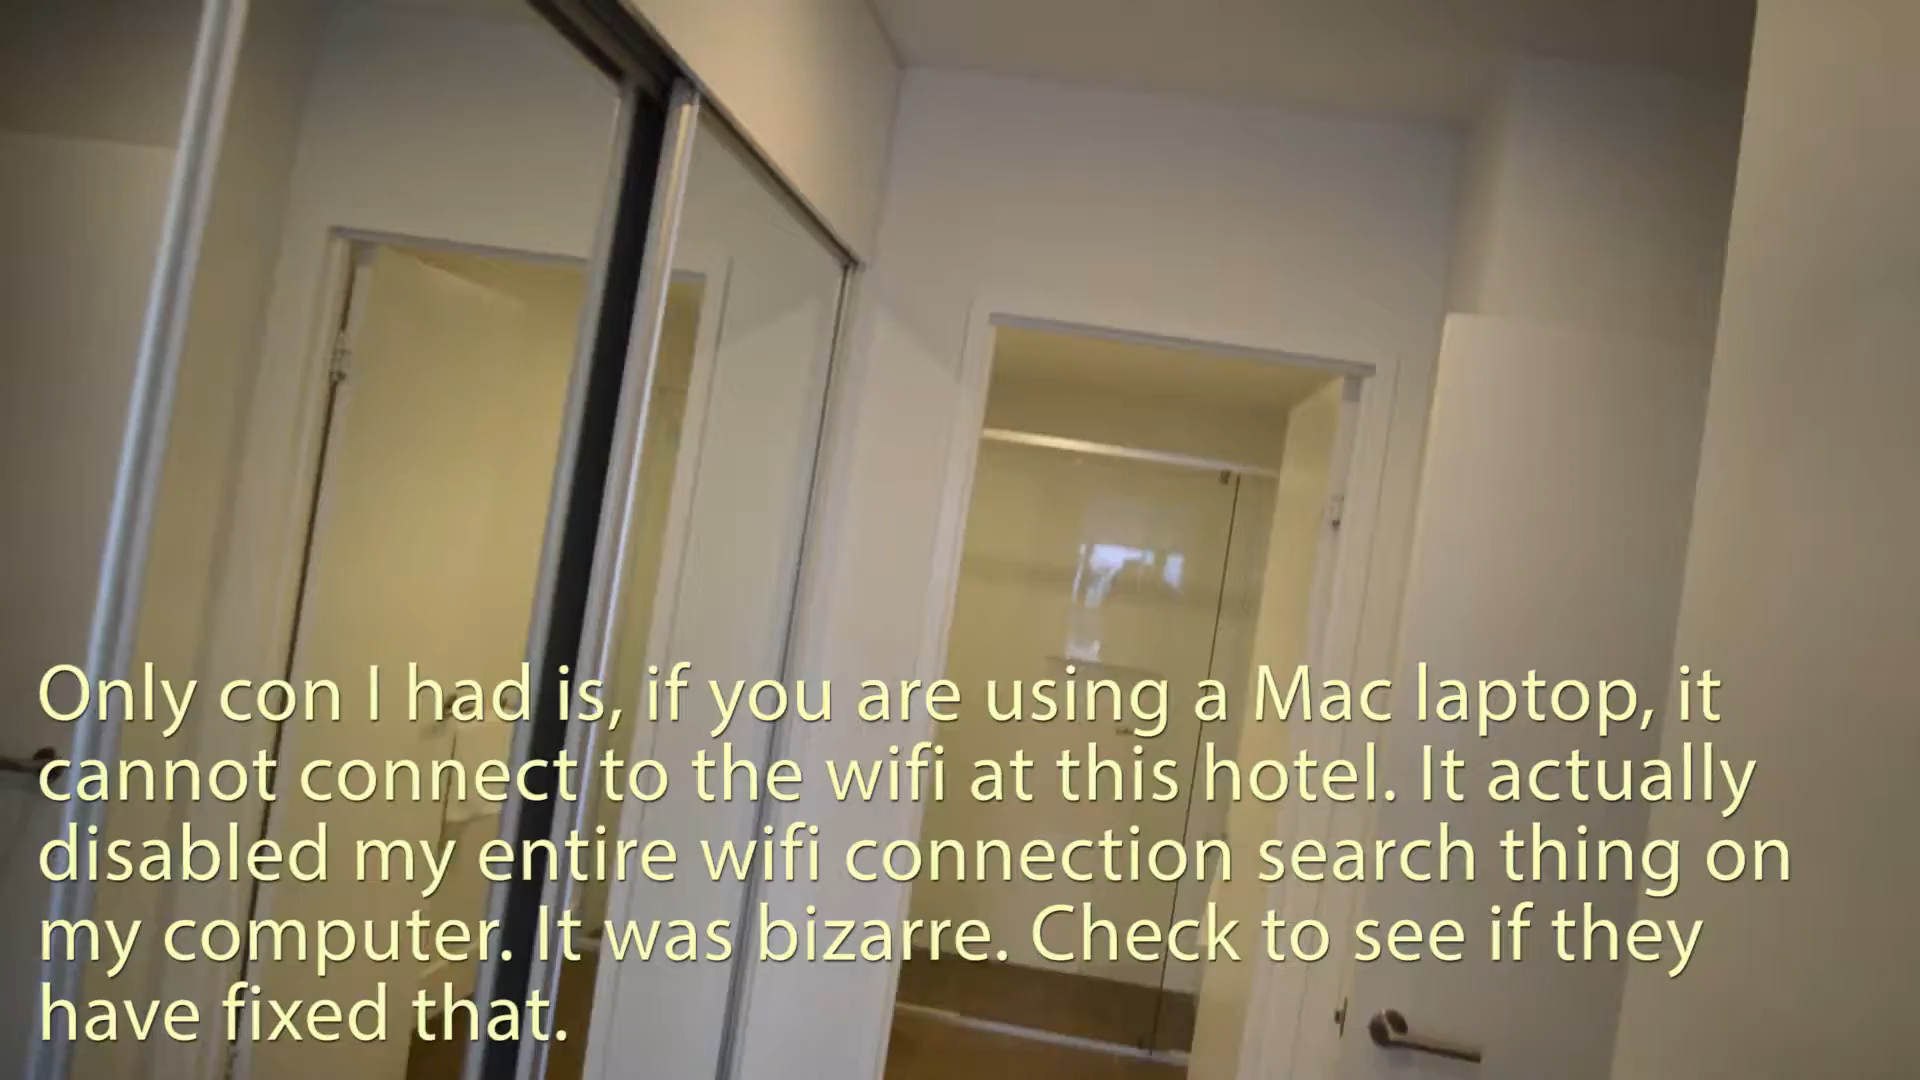 Only con I had is, if you are using a Mac laptop, it
cannot connect to the wifi at this hotel. It actually
disabled my entire wifi connection search thing on
my computer. It was bizarre. Check to see if they
have fixed that.